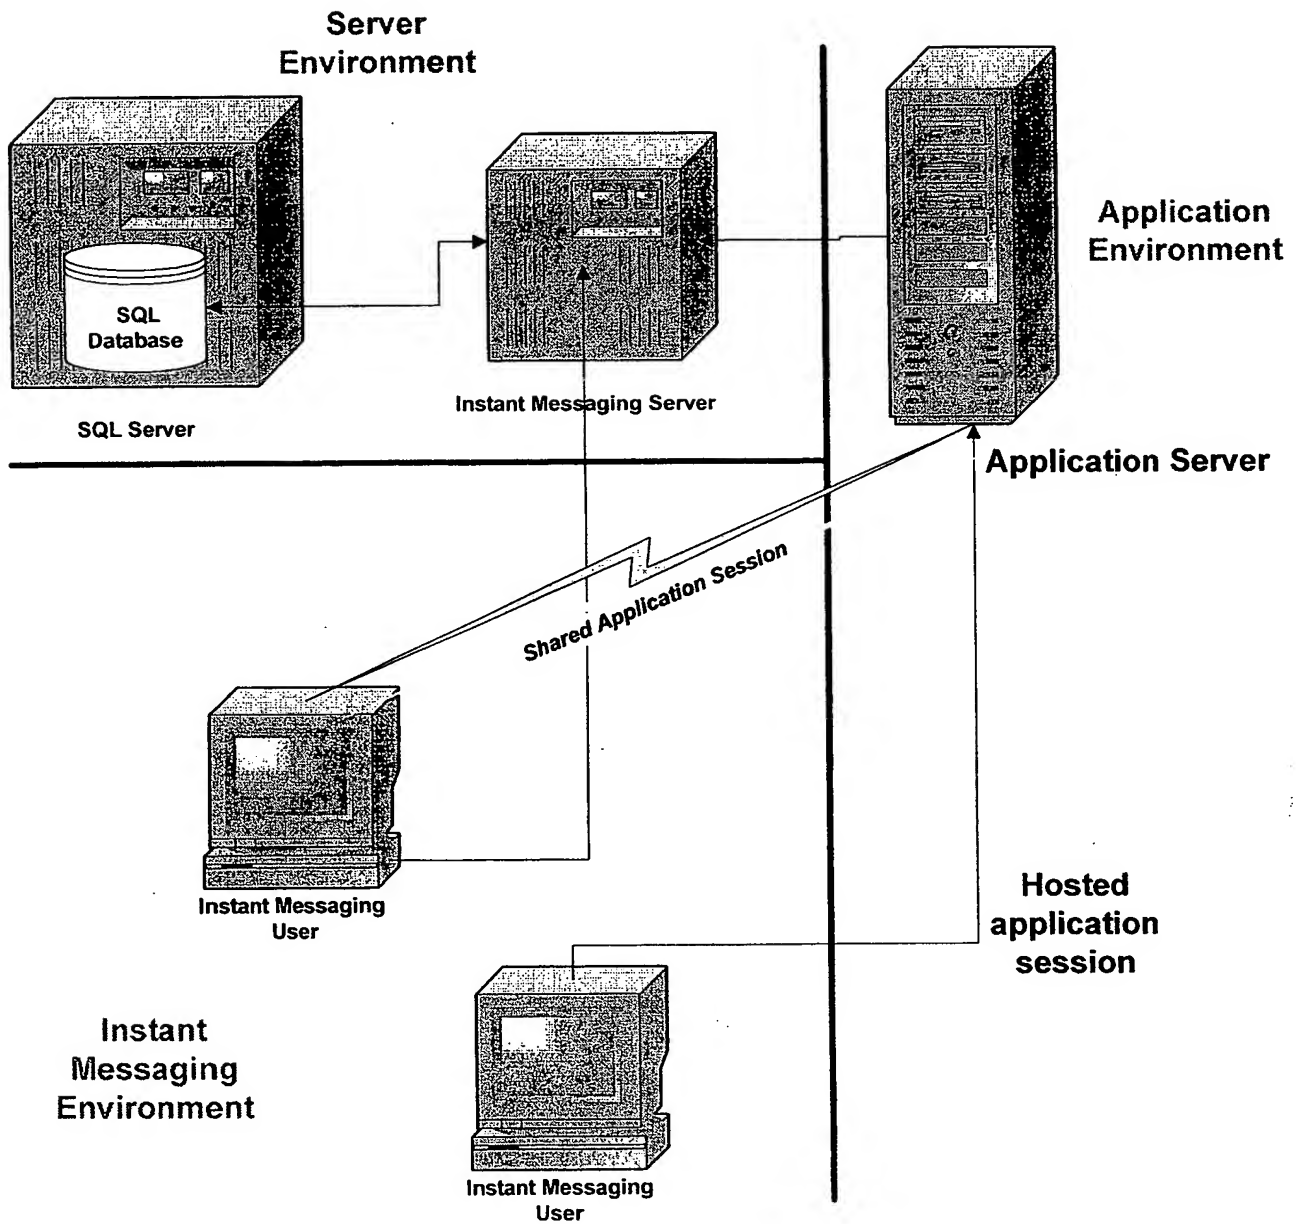 Server
Environment
SQL
Database
SQL Server
Instant Messaging Server
Application
Environment
Application Server
Shared Application Session
Instant Messaging
User
Hosted
application
session
Instant
Messaging
Environment
Instant Messaging
User